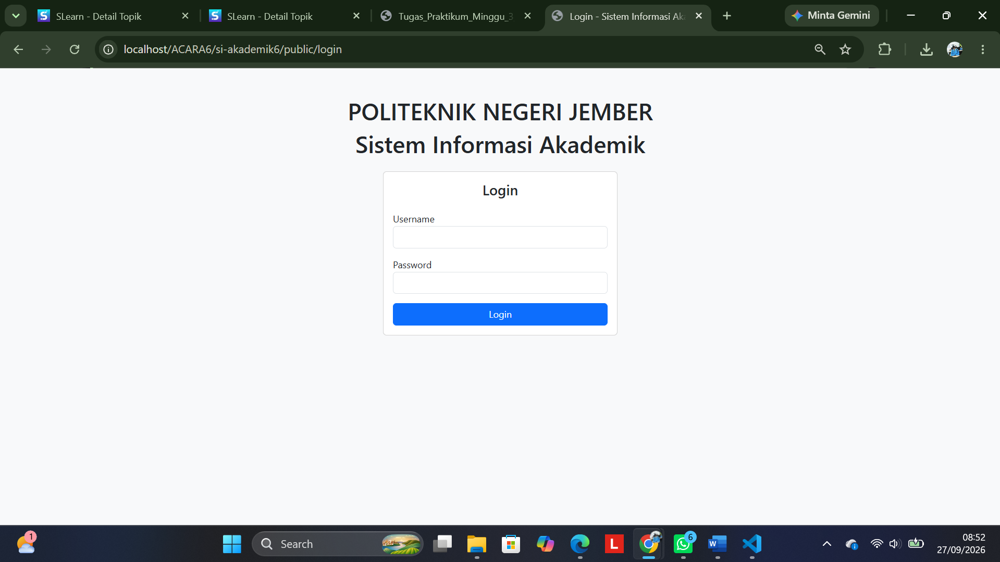 SLearn - Detail Topik
SLearn - Detail Topik
Tugas_Praktikum_Minggu_3
Login - Sistem Informasi Ak
Minta Gemini
localhost/ACARA6/si-akademik6/public/login
POLITEKNIK NEGERI JEMBER
Sistem Informasi Akademik
Login
Username
Password
Login
1
Search
L
6
W
08:52
27/09/2026